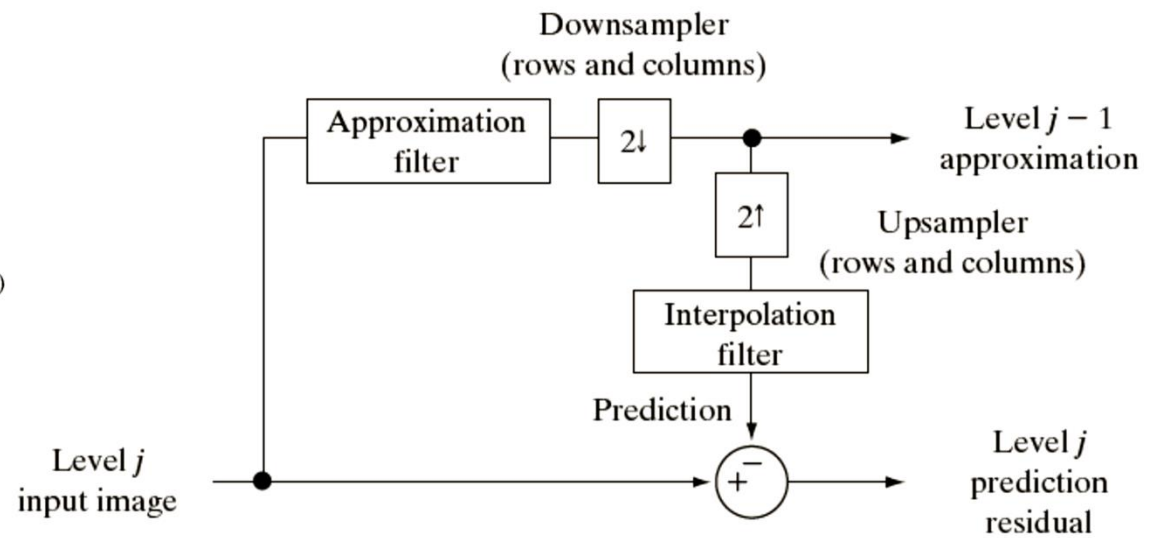 Downsampler
(rows and columns)
Approximation
filter
2↓
Level j − 1
approximation
2↑
Upsampler
(rows and columns)
)
Interpolation
filter
Prediction
Level j
input image
+
−
Level j
prediction
residual